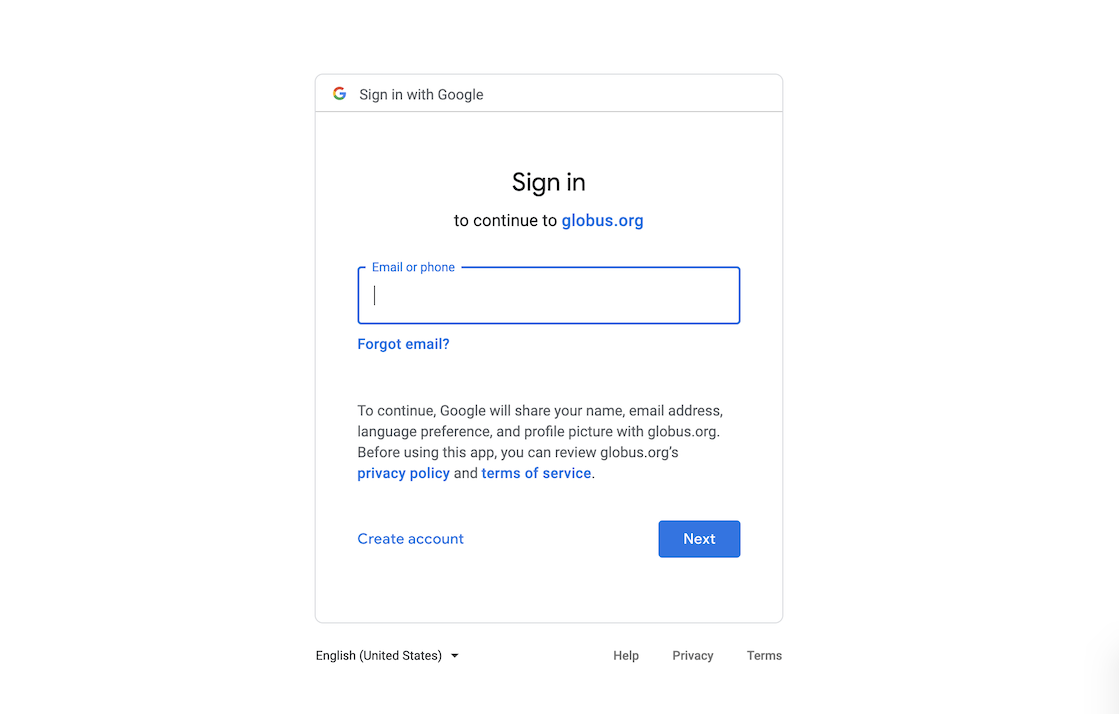 Sign in with Google
Sign in
to continue to globus.org
Email or phone
Forgot email?
To continue, Google will share your name, email address,
language preference, and profile picture with globus.org.
Before using this app, you can review globus.org's
privacy policy and terms of service.
Create account
Next
English (United States)
Help
Privacy
Terms